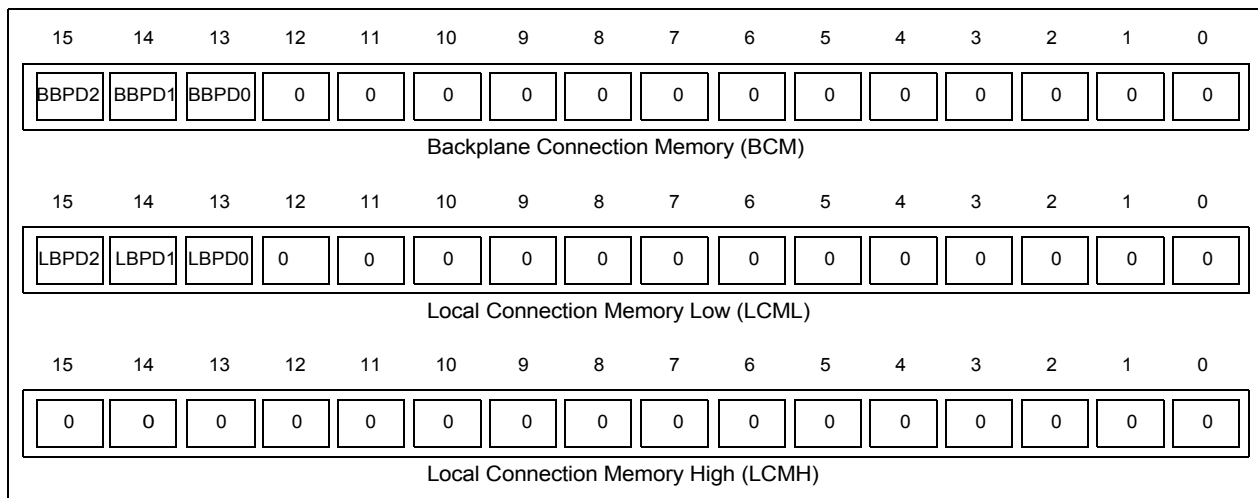 15 14 13 12 11 10 9 8 7 6 5 4 3 2 1 0
BBPD2 BBPD1 BBPD0 0 0 0 0 0 0 0 0 0 0 0 0 0
Backplane Connection Memory (BCM)
15 14 13 12 11 10 9 8 7 6 5 4 3 2 1 0
LBPD2 LBPD1 LBPD0 0 0 0 0 0 0 0 0 0 0 0 0 0
Local Connection Memory Low (LCML)
15 14 13 12 11 10 9 8 7 6 5 4 3 2 1 0
0 0 0 0 0 0 0 0 0 0 0 0 0 0 0 0
Local Connection Memory High (LCMH)